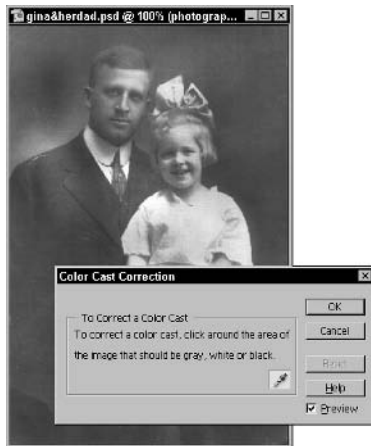 gina&herdad.psd @ 100% (photograp...
Color Cast Correction
To Correct a Color Cast
To correct a color cast, click around the area of
the image that should be gray, white or black.
OK
Cancel
Reset
Help
Preview